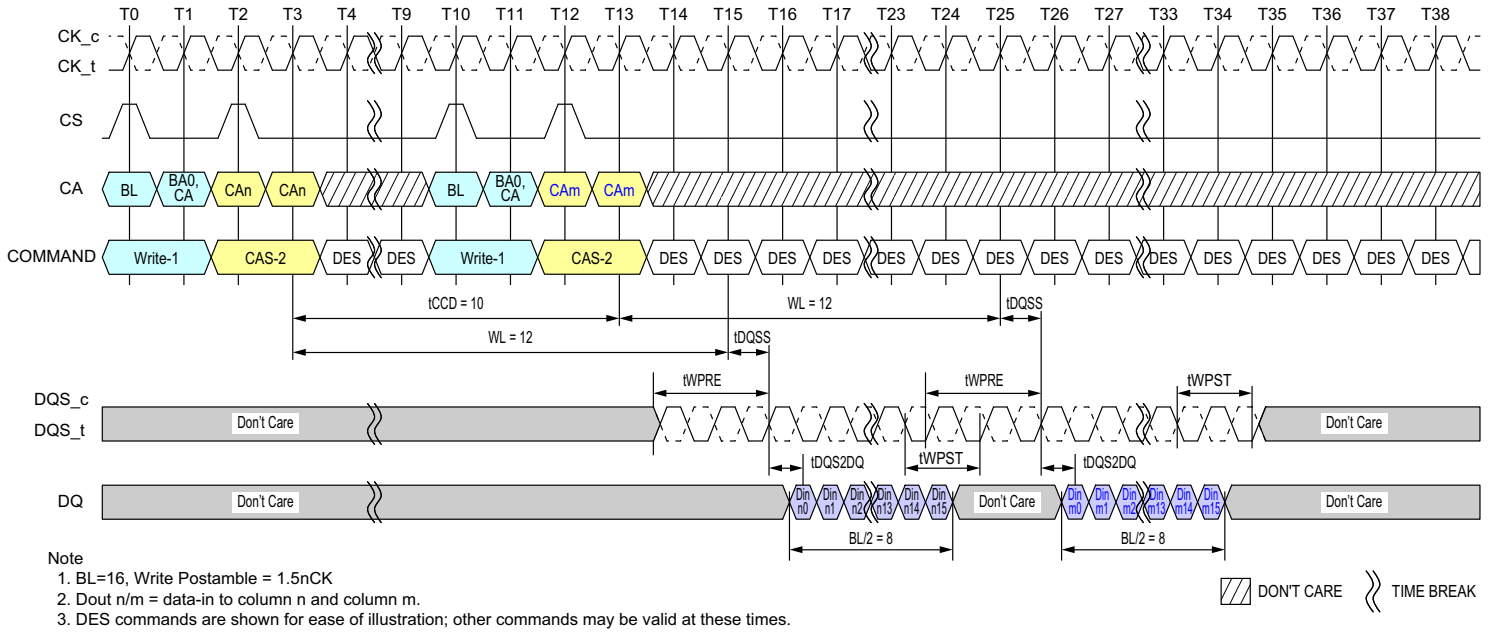 T0 T1 T2 T3 T4 T9 T10 T11 T12 T13 T14 T15 T16 T17 T23 T24 T25 T26 T27 T33 T34 T35 T36 T37 T38
CK_c
CK_t
CS
CA BL BA0, CA CAn CAn BL BA0, CA CAm CAm
COMMAND Write-1 CAS-2 DES DES Write-1 CAS-2 DES DES DES DES DES DES DES DES DES DES DES DES DES DES DES
tCCD = 10 WL = 12 tDQSS
WL = 12 tDQSS
tWPRE tWPRE tWPST
DQS_c
DQS_t Don't Care Don't Care
tDQS2DQ tWPST tDQS2DQ
DQ Don't Care Din n0 Din n1 Din n2 Din n13 Din n14 Din n15 Don't Care Din m0 Din m1 Din m2 Din m13 Din m14 Din m15 Don't Care
BL/2 = 8 BL/2 = 8
Note
1. BL=16, Write Postamble = 1.5nCK
2. Dout n/m = data-in to column n and column m.
3. DES commands are shown for ease of illustration; other commands may be valid at these times.
DON'T CARE TIME BREAK